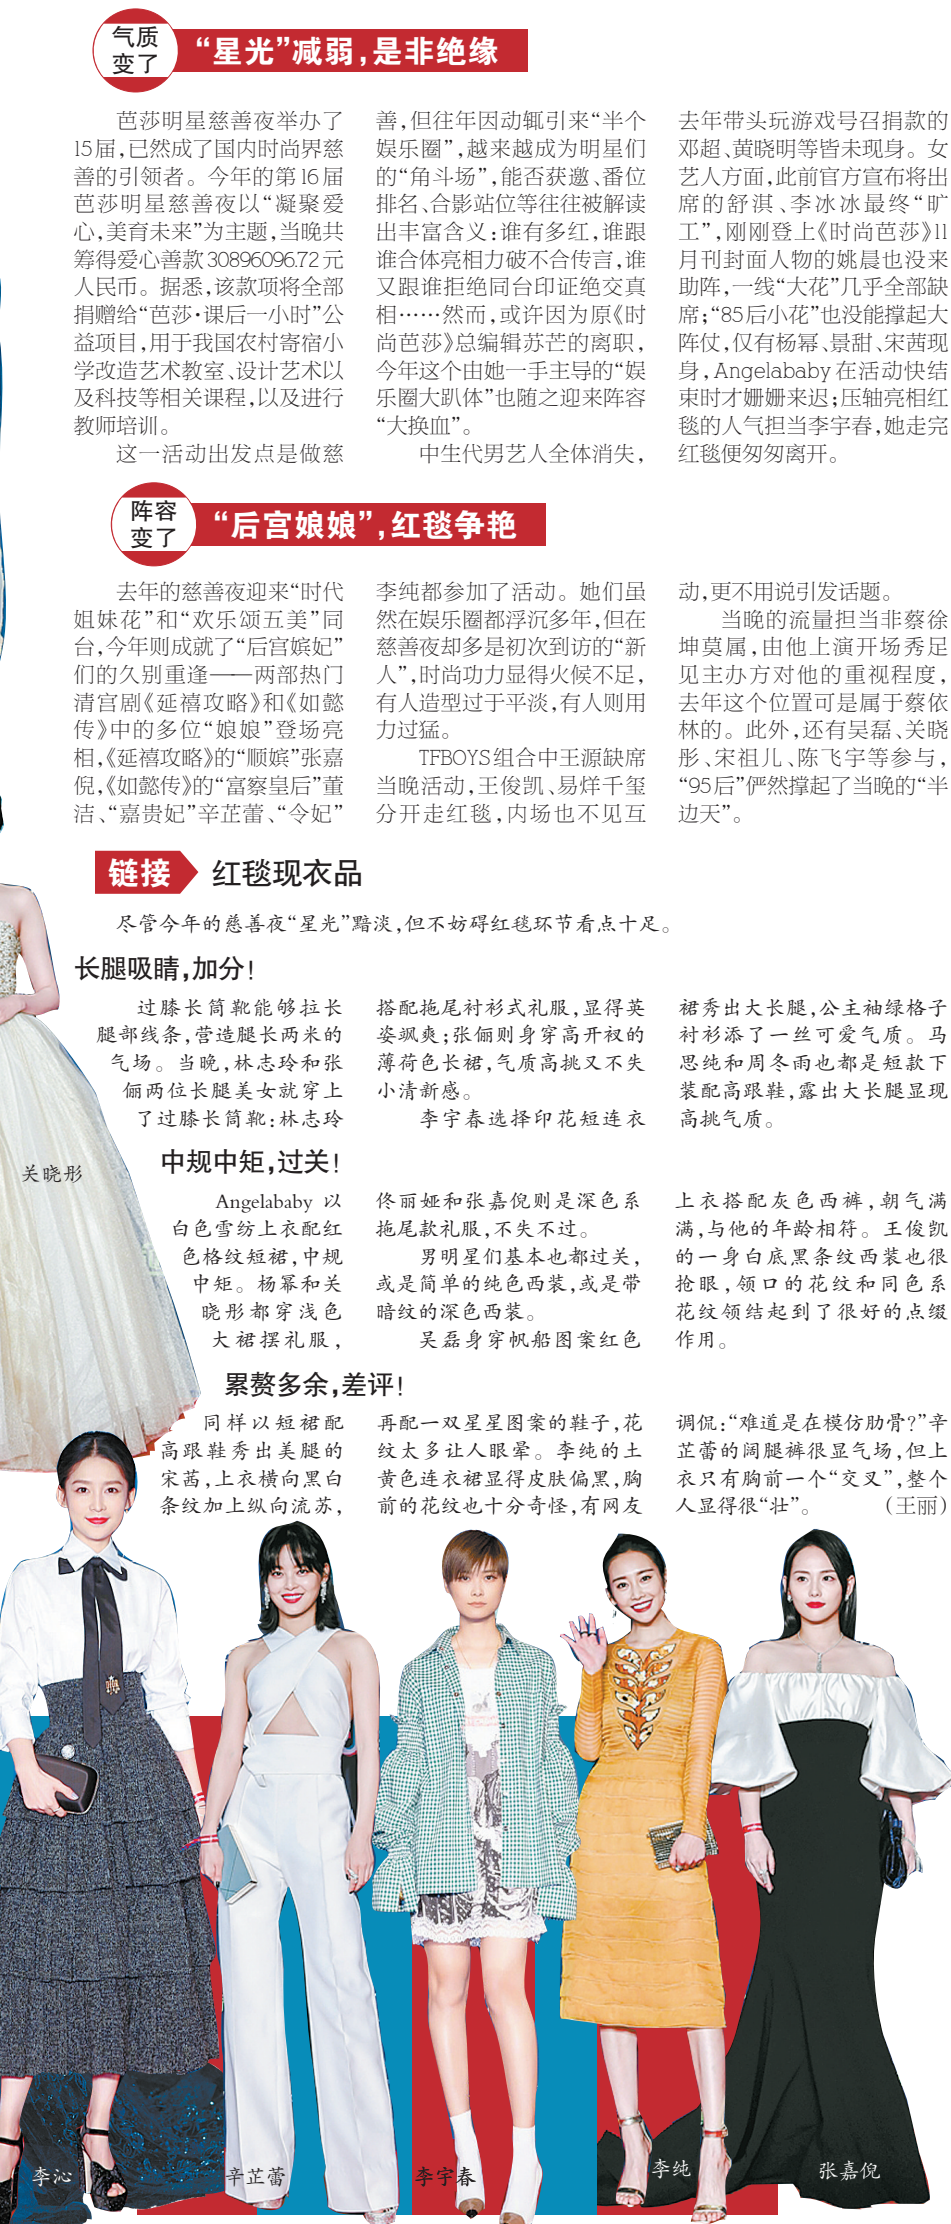 气质
变了
“星光”减弱,是非绝缘
芭莎明星慈善夜举办了
15届,已然成了国内时尚界慈
善的引领者。今年的第16届
芭莎明星慈善夜以“凝聚爱
心,美育未来”为主题,当晚共
筹得爱心善款30896096.72元
人民币。据悉,该款项将全部
捐赠给“芭莎·课后一小时”公
益项目,用于我国农村寄宿小
学改造艺术教室、设计艺术以
及科技等相关课程,以及进行
教师培训。
这一活动出发点是做慈
善,但往年因动辄引来“半个
娱乐圈”,越来越成为明星们
的“角斗场”,能否获邀、番位
排名、合影站位等往往被解读
出丰富含义:谁有多红,谁跟
谁合体亮相力破不合传言,谁
又跟谁拒绝同台印证绝交真
相……然而,或许因为原《时
尚芭莎》总编辑苏芒的离职,
今年这个由她一手主导的“娱
乐圈大趴体”也随之迎来阵容
“大换血”。
中生代男艺人全体消失,
去年带头玩游戏号召捐款的
邓超、黄晓明等皆未现身。女
艺人方面,此前官方宣布将出
席的舒淇、李冰冰最终“旷
工”,刚刚登上《时尚芭莎》11
月刊封面人物的姚晨也没来
助阵,一线“大花”几乎全部缺
席;“85后小花”也没能撑起大
阵仗,仅有杨幂、景甜、宋茜现
身,Angelababy在活动快结
束时才姗姗来迟;压轴亮相红
毯的人气担当李宇春,她走完
红毯便匆匆离开。
阵容
变了
“后宫娘娘”,红毯争艳
去年的慈善夜迎来“时代
姐妹花”和“欢乐颂五美”同
台,今年则成就了“后宫嫔妃”
们的久别重逢——两部热门
清宫剧《延禧攻略》和《如懿
传》中的多位“娘娘”登场亮
相,《延禧攻略》的“顺嫔”张嘉
倪,《如懿传》的“富察皇后”董
洁、“嘉贵妃”辛芷蕾、“令妃”
李纯都参加了活动。她们虽
然在娱乐圈都浮沉多年,但在
慈善夜却多是初次到访的“新
人”,时尚功力显得火候不足,
有人造型过于平淡,有人则用
力过猛。
TFBOYS组合中王源缺席
当晚活动,王俊凯、易烊千玺
分开走红毯,内场也不见互
动,更不用说引发话题。
当晚的流量担当非蔡徐
坤莫属,由他上演开场秀足
见主办方对他的重视程度,
去年这个位置可是属于蔡依
林的。此外,还有吴磊、关晓
彤、宋祖儿、陈飞宇等参与,
“95后”俨然撑起了当晚的“半
边天”。
链接
红毯现衣品
尽管今年的慈善夜“星光”黯淡,但不妨碍红毯环节看点十足。
长腿吸睛,加分!
过膝长筒靴能够拉长
腿部线条,营造腿长两米的
气场。当晚,林志玲和张
俪两位长腿美女就穿上
了过膝长筒靴:林志玲
搭配拖尾衬衫式礼服,显得英
姿飒爽;张俪则身穿高开衩的
薄荷色长裙,气质高挑又不失
小清新感。
李宇春选择印花短连衣
裙秀出大长腿,公主袖绿格子
衬衫添了一丝可爱气质。马
思纯和周冬雨也都是短款下
装配高跟鞋,露出大长腿显现
高挑气质。
关晓彤
中规中矩,过关!
Angelababy 以
白色雪纺上衣配红
色格纹短裙,中规
中矩。杨幂和关
晓彤都穿浅色
大裙摆礼服,
佟丽娅和张嘉倪则是深色系
拖尾款礼服,不失不过。
男明星们基本也都过关,
或是简单的纯色西装,或是带
暗纹的深色西装。
吴磊身穿帆船图案红色
上衣搭配灰色西裤,朝气满
满,与他的年龄相符。王俊凯
的一身白底黑条纹西装也很
抢眼,领口的花纹和同色系
花纹领结起到了很好的点缀
作用。
累赘多余,差评!
同样以短裙配
高跟鞋秀出美腿的
宋茜,上衣横向黑白
条纹加上纵向流苏,
再配一双星星图案的鞋子,花
纹太多让人眼晕。李纯的土
黄色连衣裙显得皮肤偏黑,胸
前的花纹也十分奇怪,有网友
调侃:“难道是在模仿肋骨?”辛
芷蕾的阔腿裤很显气场,但上
衣只有胸前一个“交叉”,整个
人显得很“壮”。 (王丽)
李沁
辛芷蕾
李宇春
李纯
张嘉倪